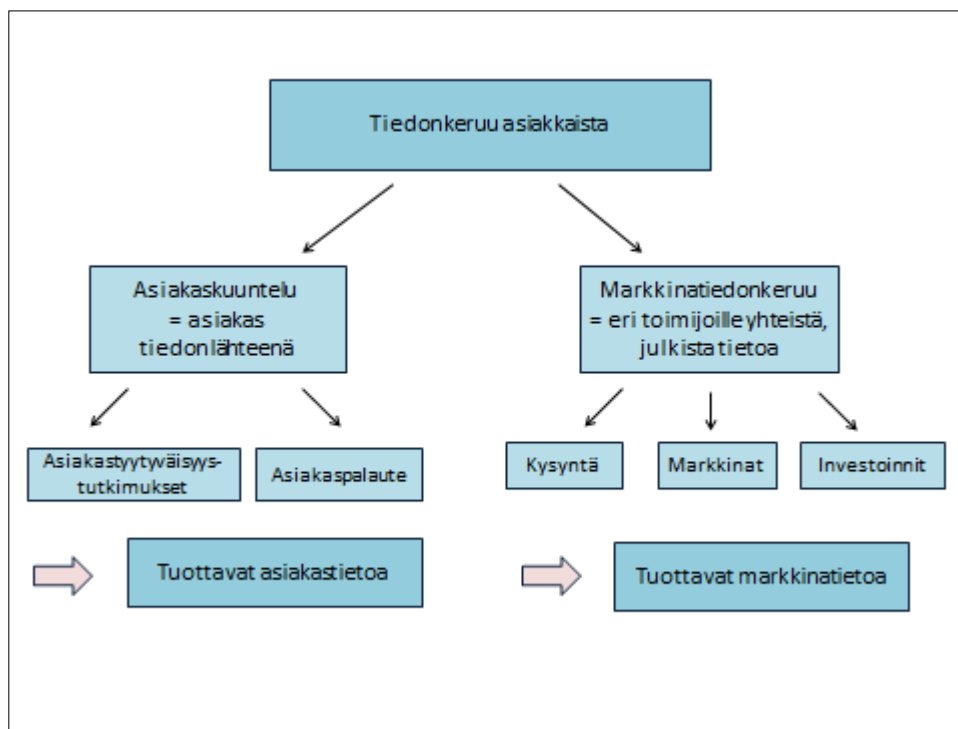 Tiedonkeruu asiakkaista
Asiakaskuuntelu
= asiakas
tiedonlähteenä
Markkinatiedonkeruu
= eri toimijoille yhteistä,
julkista tietoa
Asiakastyytyväisyys-
tutkimukset
Asiakaspalaute
Kysyntä
Markkinat
Investoinnit
Tuottavat asiakastietoa
Tuottavat markkinatietoa